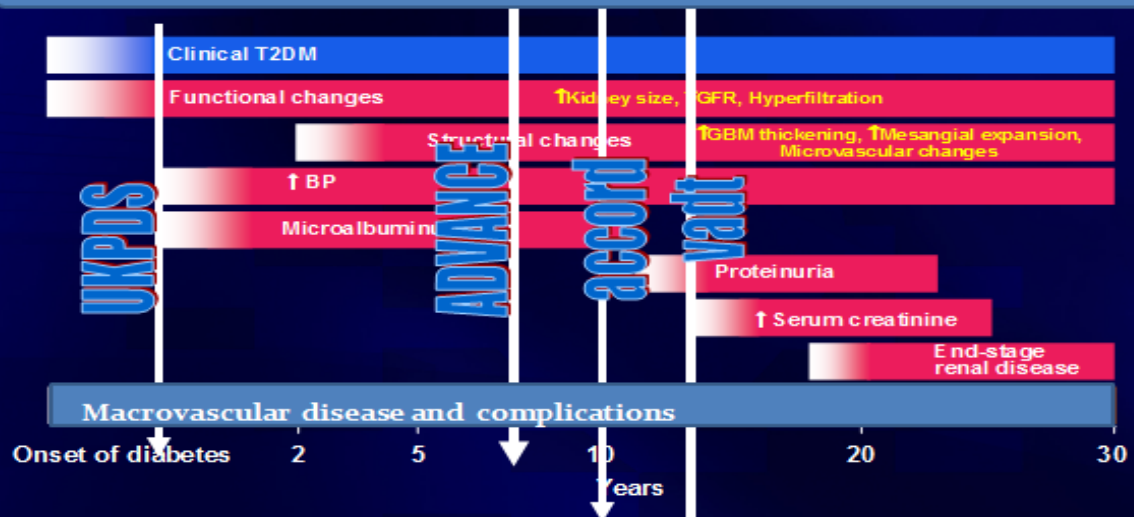 Clinical T2DM
Functional changes
↑Kidney size, GFR, Hyperfiltration
Structural changes
↑GBM thickening, ↑Mesangial expansion,
Microvascular changes
↑ BP
Microalbuminu
Proteinuria
↑ Serum creatinine
End-stage
renal disease
UKPDS
ADVANCE
accord
vadt
Macrovascular disease and complications
Onset of diabetes 2 5 10 20 30
Years